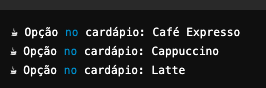 ☕ Opção no cardápio: Café Expresso
☕ Opção no cardápio: Cappuccino
☕ Opção no cardápio: Latte